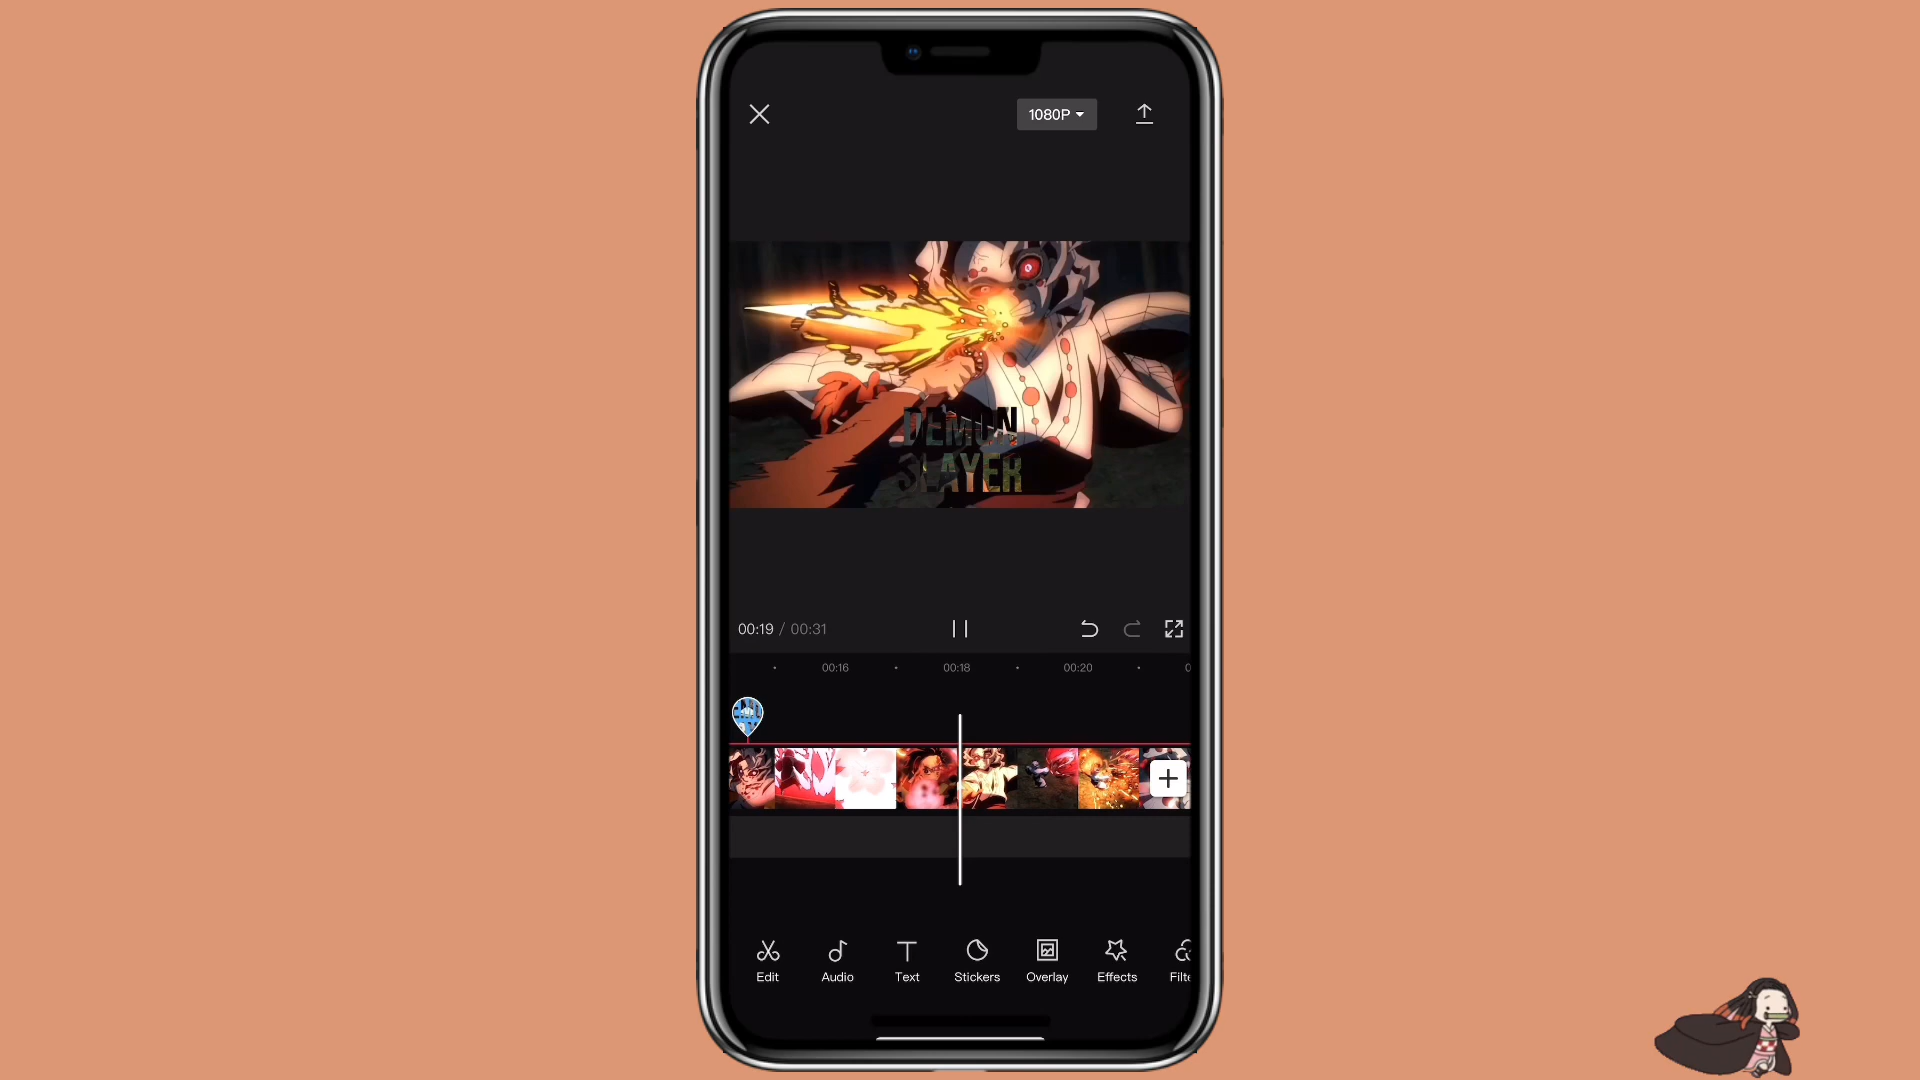 1080P
DEMON
SLAYER
00:19 / 00:31
00:16 00:18 00:20
Edit Audio Text Stickers Overlay Effects Filte